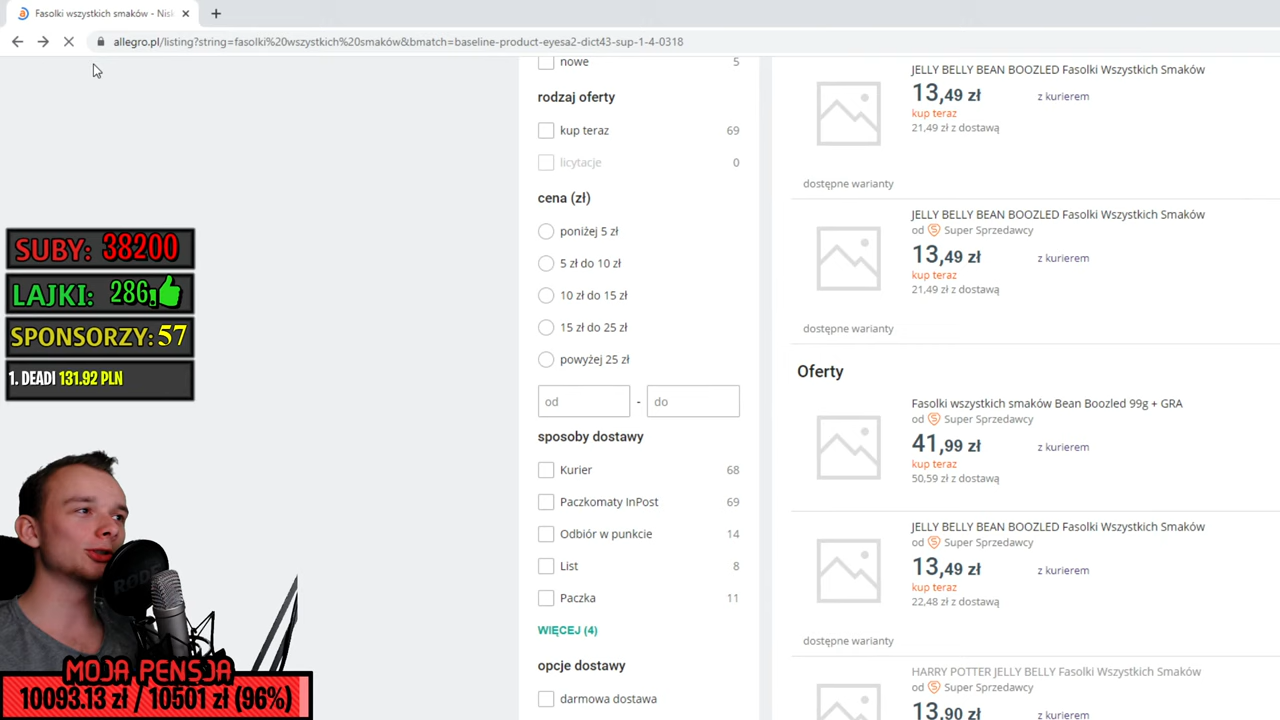 Fasolki wszystkich smaków - Nisk
allegro.pl/listing?string=fasolki%20wszystkich%20smaków&bmatch=baseline-product-eyesa2-dict43-sup-1-4-0318
nowe 5
rodzaj oferty
kup teraz 69
licytacje 0
cena (zł)
poniżej 5 zł
5 zł do 10 zł
10 zł do 15 zł
15 zł do 25 zł
powyżej 25 zł
od - do
sposoby dostawy
Kurier 68
Paczkomaty InPost 69
Odbiór w punkcie 14
List 8
Paczka 11
WIĘCEJ (4)
opcje dostawy
darmowa dostawa
JELLY BELLY BEAN BOOZLED Fasolki Wszystkich Smaków
13,49 zł z kurierem
kup teraz
21,49 zł z dostawą
dostępne warianty
JELLY BELLY BEAN BOOZLED Fasolki Wszystkich Smaków
od Super Sprzedawcy
13,49 zł z kurierem
kup teraz
21,49 zł z dostawą
dostępne warianty
Oferty
Fasolki wszystkich smaków Bean Boozled 99g + GRA
od Super Sprzedawcy
41,99 zł z kurierem
kup teraz
50,59 zł z dostawą
JELLY BELLY BEAN BOOZLED Fasolki Wszystkich Smaków
od Super Sprzedawcy
13,49 zł z kurierem
kup teraz
22,48 zł z dostawą
dostępne warianty
HARRY POTTER JELLY BELLY Fasolki Wszystkich Smaków
od Super Sprzedawcy
13,90 zł z kurierem
SUBY: 38200
LAJKI: 286
SPONSORZY: 57
1. DEADI 131.92 PLN
RØDE
MOJA PENSJA
10093.13 zł / 10501 zł (96%)